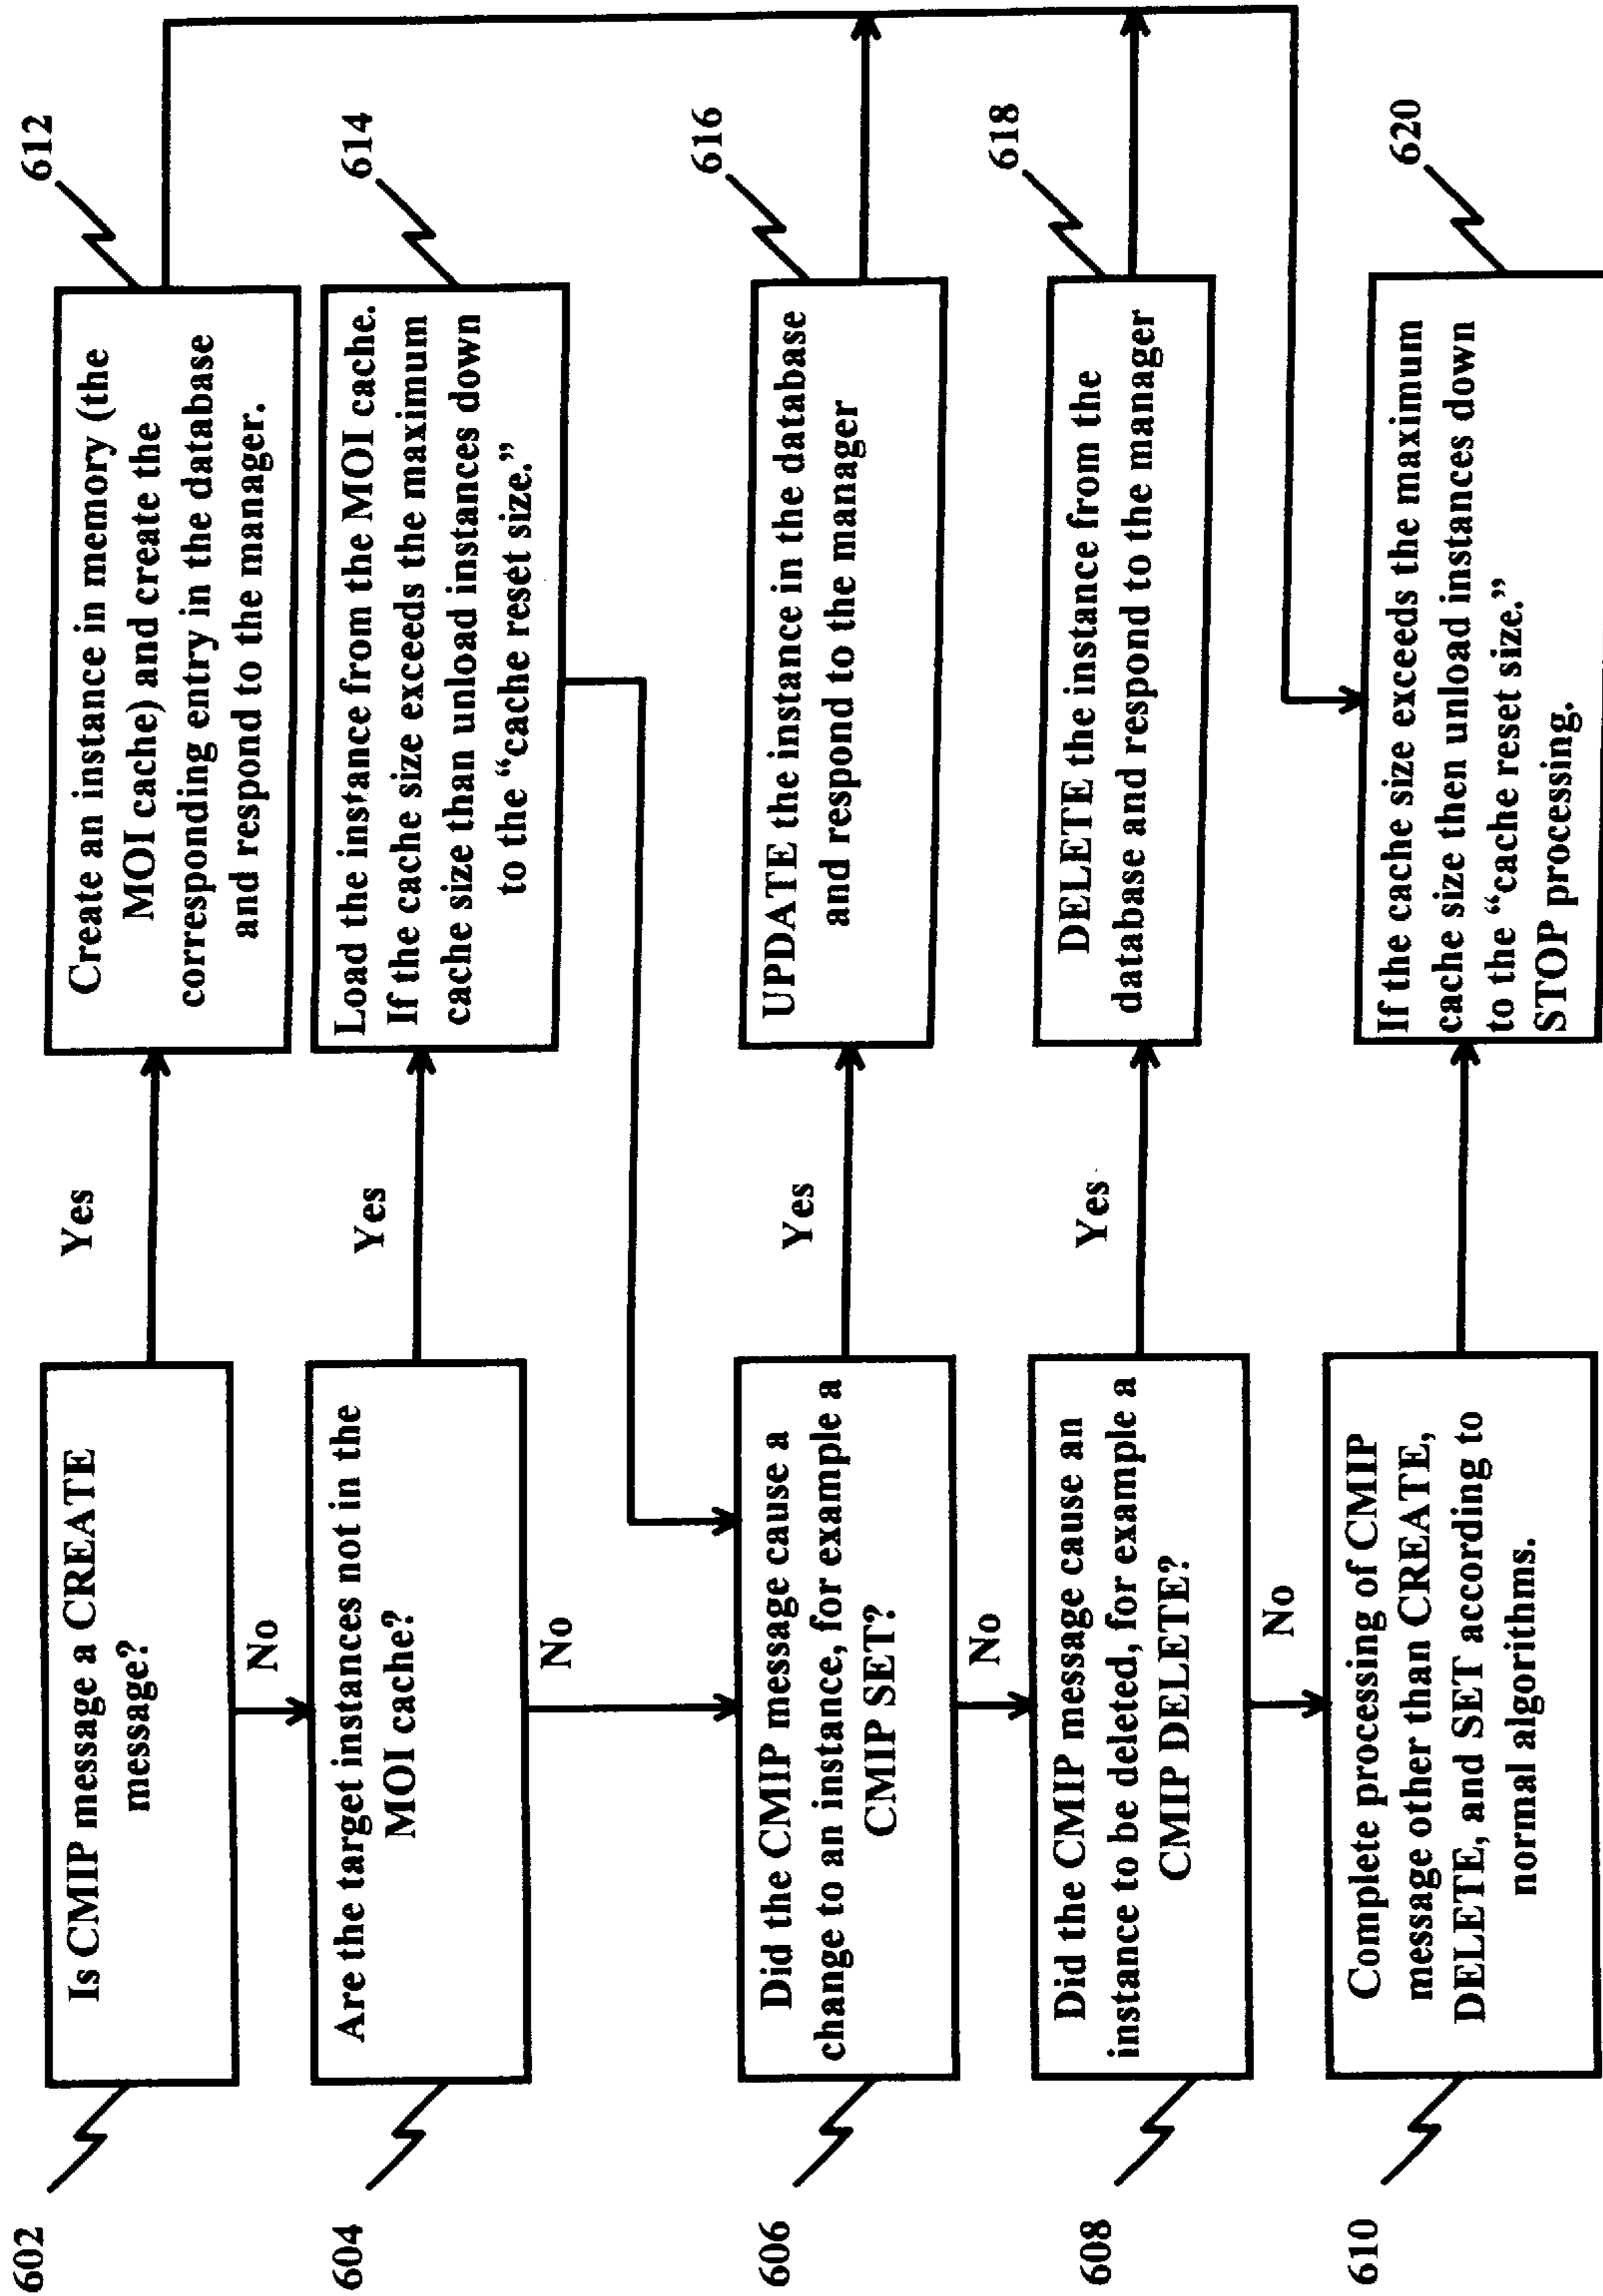 602
Is CMIP message a CREATE
message?
Yes
Create an instance in memory (the
MOI cache) and create the
corresponding entry in the database
and respond to the manager.
612
No
604
Are the target instances not in the
MOI cache?
Yes
Load the instance from the MOI cache.
If the cache size exceeds the maximum
cache size than unload instances down
to the “cache reset size.”
614
No
606
Did the CMIP message cause a
change to an instance, for example a
CMIP SET?
Yes
UPDATE the instance in the database
and respond to the manager
616
No
608
Did the CMIP message cause an
instance to be deleted, for example a
CMIP DELETE?
Yes
DELETE the instance from the
database and respond to the manager
618
No
610
Complete processing of CMIP
message other than CREATE,
DELETE, and SET according to
normal algorithms.
If the cache size exceeds the maximum
cache size then unload instances down
to the “cache reset size.”
STOP processing.
620